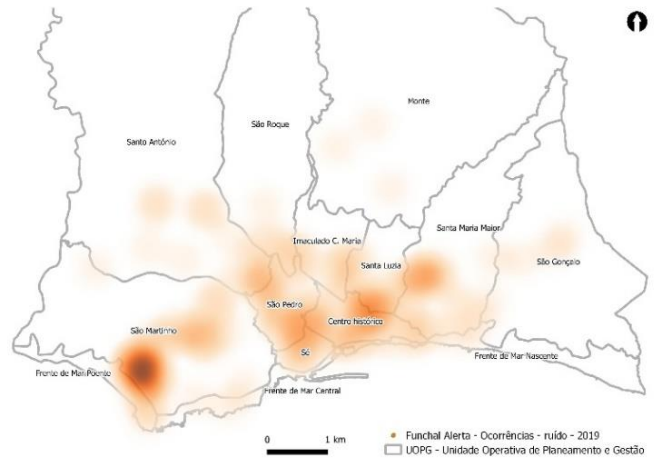 Monte
São Roque
Santo António
Santa Maria Maior
Imaculado C. Maria
São Gonçalo
Santa Luzia
São Pedro
Centro histórico
São Martinho
Sé
Frente de Mar Nascente
Frente de Mar Poente
Frente de Mar Central
Funchal Alerta - Ocorrências - ruído - 2019
0 1 km
UOPG - Unidade Operativa de Planeamento e Gestão